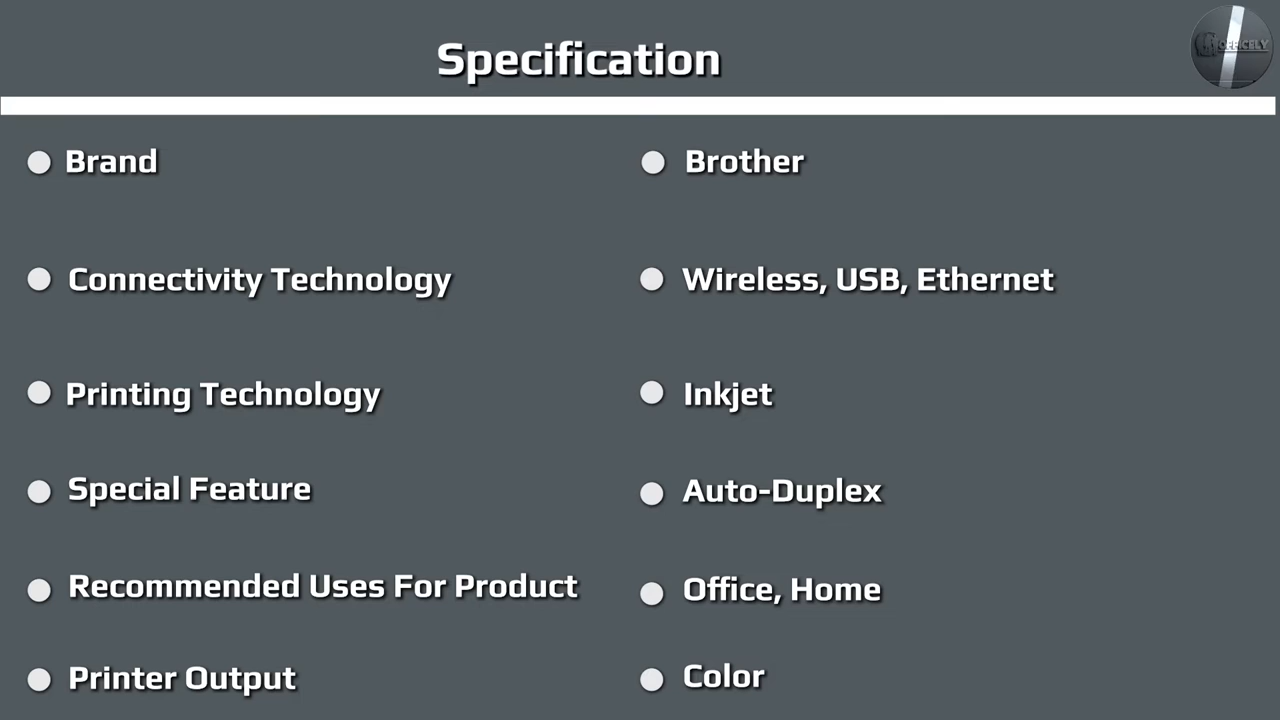 Specification
OFFICELY
Brand
Brother
Connectivity Technology
Wireless, USB, Ethernet
Printing Technology
Inkjet
Special Feature
Auto-Duplex
Recommended Uses For Product
Office, Home
Printer Output
Color